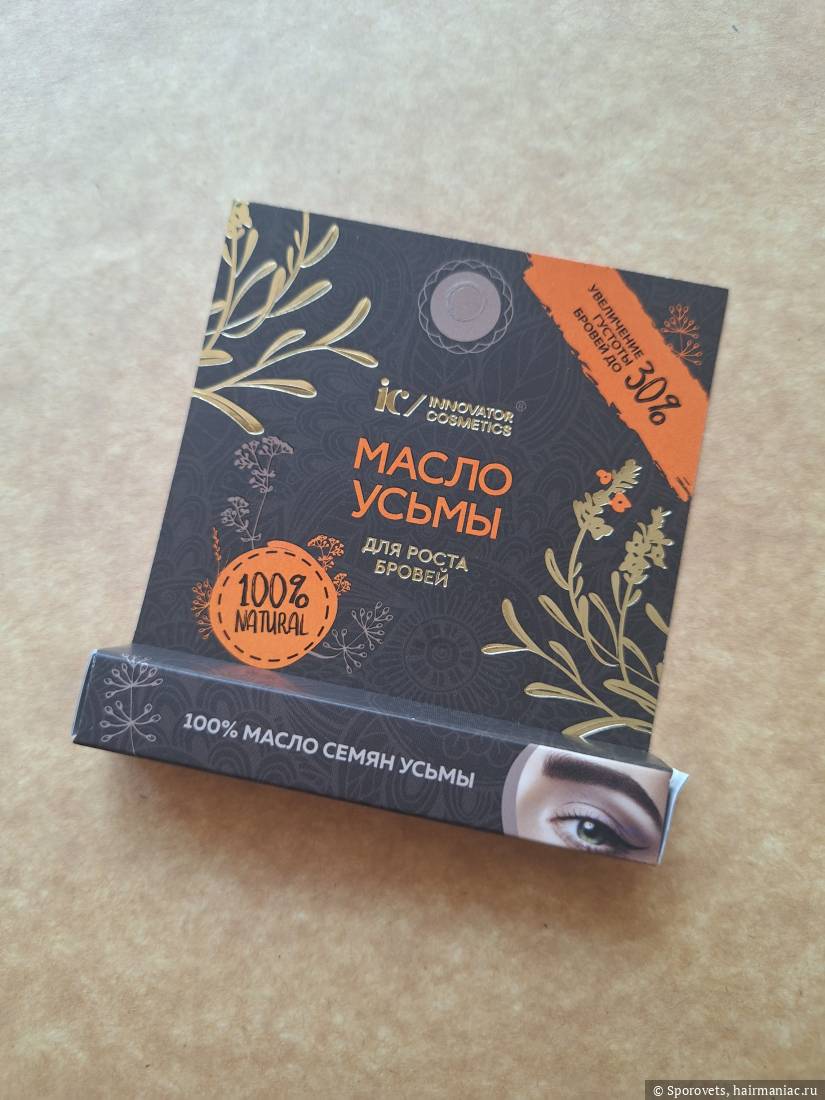 УВЕЛИЧЕНИЕ
ГУСТОТЫ
БРОВЕЙ ДО
30%
ic / INNOVATOR®
COSMETICS
МАСЛО
УСЬМЫ
ДЛЯ РОСТА
БРОВЕЙ
100%
NATURAL
100% МАСЛО СЕМЯН УСЬМЫ
© Sporovets, hairmaniac.ru